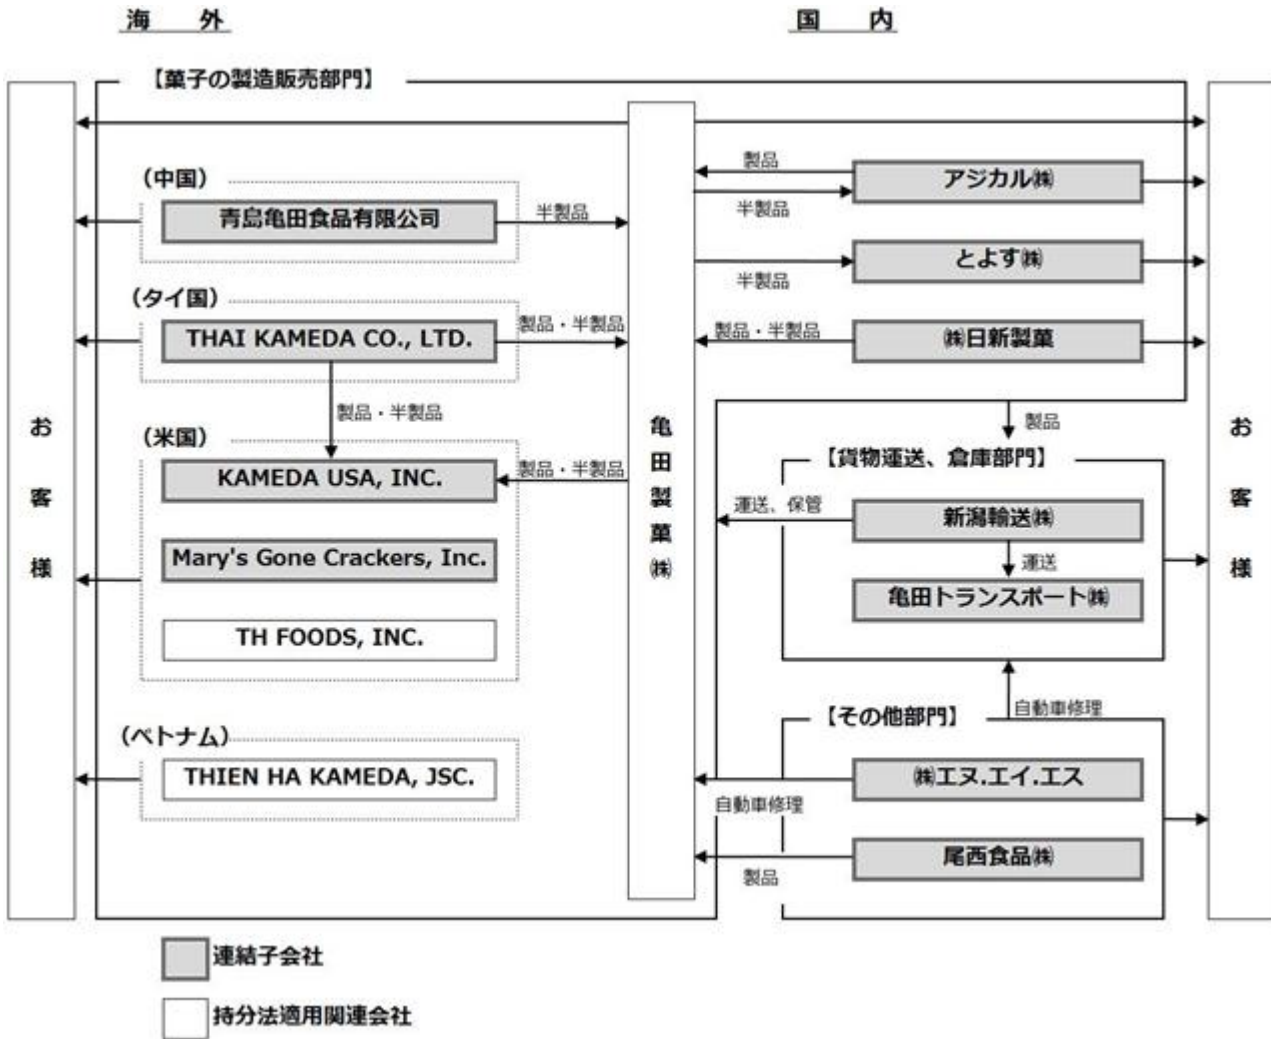 海 外
国 内
【菓子の製造販売部門】
(中国)
青島亀田食品有限公司
半製品
(タイ国)
THAI KAMEDA CO., LTD.
製品・半製品
製品・半製品
(米国)
KAMEDA USA, INC.
製品・半製品
Mary's Gone Crackers, Inc.
TH FOODS, INC.
(ベトナム)
THIEN HA KAMEDA, JSC.
お客様
亀田製菓㈱
製品
アジカル㈱
半製品
とよす㈱
半製品
製品・半製品
㈱日新製菓
製品
【貨物運送、倉庫部門】
運送、保管
新潟輸送㈱
運送
亀田トランスポート㈱
自動車修理
【その他部門】
㈱エヌ.エイ.エス
自動車修理
尾西食品㈱
製品
お客様
連結子会社
持分法適用関連会社